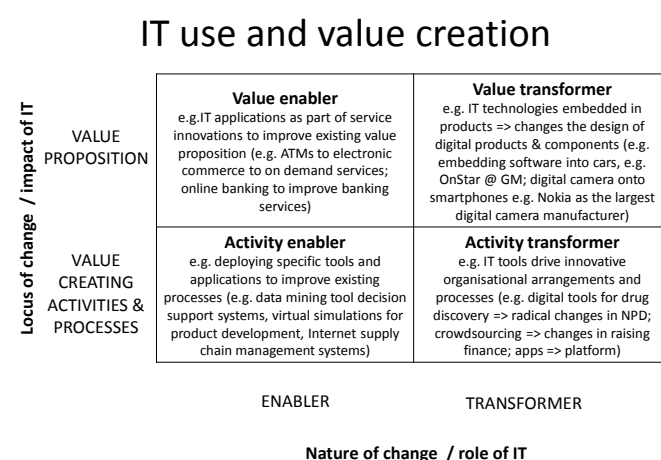 IT use and value creation
Locus of change / impact of IT
VALUE
PROPOSITION
Value enabler
e.g.IT applications as part of service
innovations to improve existing value
proposition (e.g. ATMs to electronic
commerce to on demand services;
online banking to improve banking
services)
Value transformer
e.g. IT technologies embedded in
products => changes the design of
digital products & components (e.g.
embedding software into cars, e.g.
OnStar @ GM; digital camera onto
smartphones e.g. Nokia as the largest
digital camera manufacturer)
VALUE
CREATING
ACTIVITIES &
PROCESSES
Activity enabler
e.g. deploying specific tools and
applications to improve existing
processes (e.g. data mining tool decision
support systems, virtual simulations for
product development, Internet supply
chain management systems)
Activity transformer
e.g. IT tools drive innovative
organisational arrangements and
processes (e.g. digital tools for drug
discovery => radical changes in NPD;
crowdsourcing => changes in raising
finance; apps => platform)
ENABLER
TRANSFORMER
Nature of change / role of IT